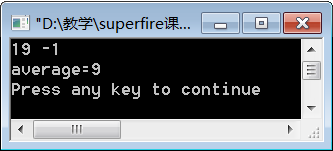 "D:\教学\superfire课...
19 -1
average=9
Press any key to continue